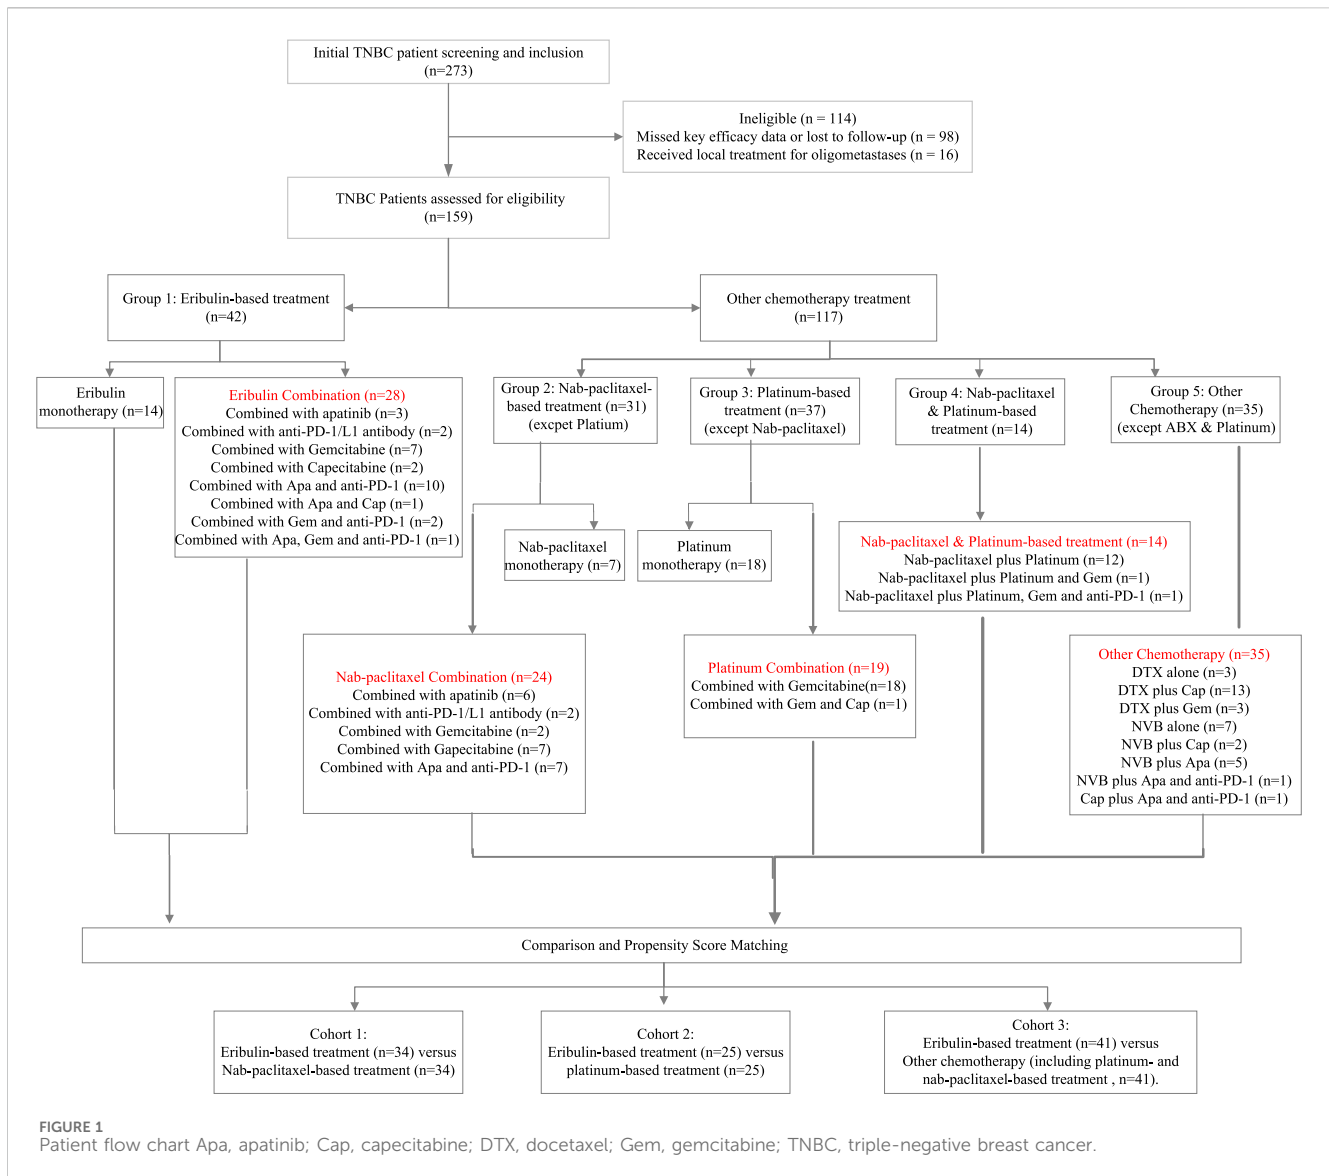 Initial TNBC patient screening and inclusion
(n=273)
Ineligible (n = 114)
Missed key efficacy data or lost to follow-up (n = 98)
Received local treatment for oligometastases (n = 16)
TNBC Patients assessed for eligibility
(n=159)
Group 1: Eribulin-based treatment
(n=42)
Other chemotherapy treatment
(n=117)
Eribulin
monotherapy (n=14)
Eribulin Combination (n=28)
Combined with apatinib (n=3)
Combined with anti-PD-1/L1 antibody (n=2)
Combined with Gemcitabine (n=7)
Combined with Capecitabine (n=2)
Combined with Apa and anti-PD-1 (n=10)
Combined with Apa and Cap (n=1)
Combined with Gem and anti-PD-1 (n=2)
Combined with Apa, Gem and anti-PD-1 (n=1)
Group 2: Nab-paclitaxel-
based treatment (n=31)
(excpet Platium)
Group 3: Platinum-based
treatment (n=37)
(except Nab-paclitaxel)
Group 4: Nab-paclitaxel
& Platinum-based
treatment (n=14)
Group 5: Other
Chemotherapy (n=35)
(except ABX & Platinum)
Nab-paclitaxel
monotherapy (n=7)
Platinum
monotherapy (n=18)
Nab-paclitaxel & Platinum-based treatment (n=14)
Nab-paclitaxel plus Platinum (n=12)
Nab-paclitaxel plus Platinum and Gem (n=1)
Nab-paclitaxel plus Platinum, Gem and anti-PD-1 (n=1)
Nab-paclitaxel Combination (n=24)
Combined with apatinib (n=6)
Combined with anti-PD-1/L1 antibody (n=2)
Combined with Gemcitabine (n=2)
Combined with Gapecitabine (n=7)
Combined with Apa and anti-PD-1 (n=7)
Platinum Combination (n=19)
Combined with Gemcitabine(n=18)
Combined with Gem and Cap (n=1)
Other Chemotherapy (n=35)
DTX alone (n=3)
DTX plus Cap (n=13)
DTX plus Gem (n=3)
NVB alone (n=7)
NVB plus Cap (n=2)
NVB plus Apa (n=5)
NVB plus Apa and anti-PD-1 (n=1)
Cap plus Apa and anti-PD-1 (n=1)
Comparison and Propensity Score Matching
Cohort 1:
Eribulin-based treatment (n=34) versus
Nab-paclitaxel-based treatment (n=34)
Cohort 2:
Eribulin-based treatment (n=25) versus
platinum-based treatment (n=25)
Cohort 3:
Eribulin-based treatment (n=41) versus
Other chemotherapy (including platinum- and
nab-paclitaxel-based treatment , n=41).
FIGURE 1
Patient flow chart Apa, apatinib; Cap, capecitabine; DTX, docetaxel; Gem, gemcitabine; TNBC, triple-negative breast cancer.